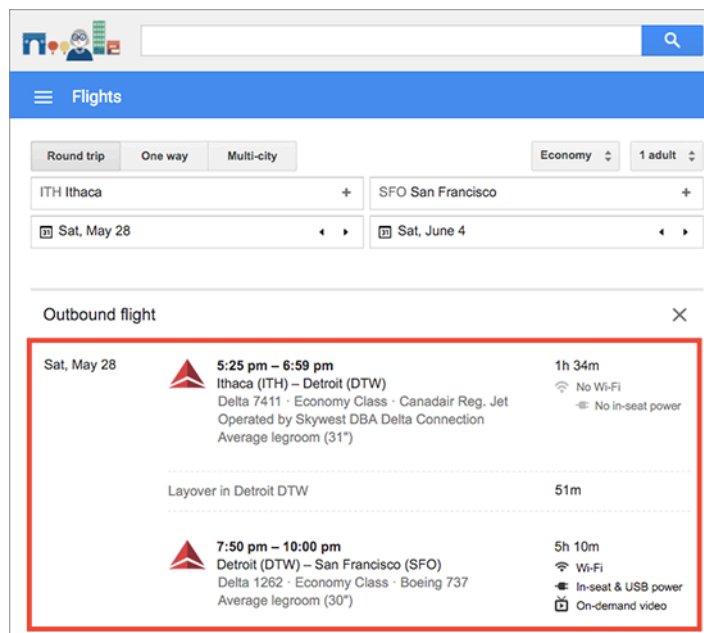 Flights
Round trip One way Multi-city Economy 1 adult
ITH Ithaca + SFO San Francisco +
31 Sat, May 28 31 Sat, June 4
Outbound flight
Sat, May 28 5:25 pm – 6:59 pm 1h 34m
Ithaca (ITH) – Detroit (DTW) No Wi-Fi
Delta 7411 · Economy Class · Canadair Reg. Jet No in-seat power
Operated by Skywest DBA Delta Connection
Average legroom (31")
Layover in Detroit DTW 51m
7:50 pm – 10:00 pm 5h 10m
Detroit (DTW) – San Francisco (SFO) Wi-Fi
Delta 1262 · Economy Class · Boeing 737 In-seat & USB power
Average legroom (30") On-demand video